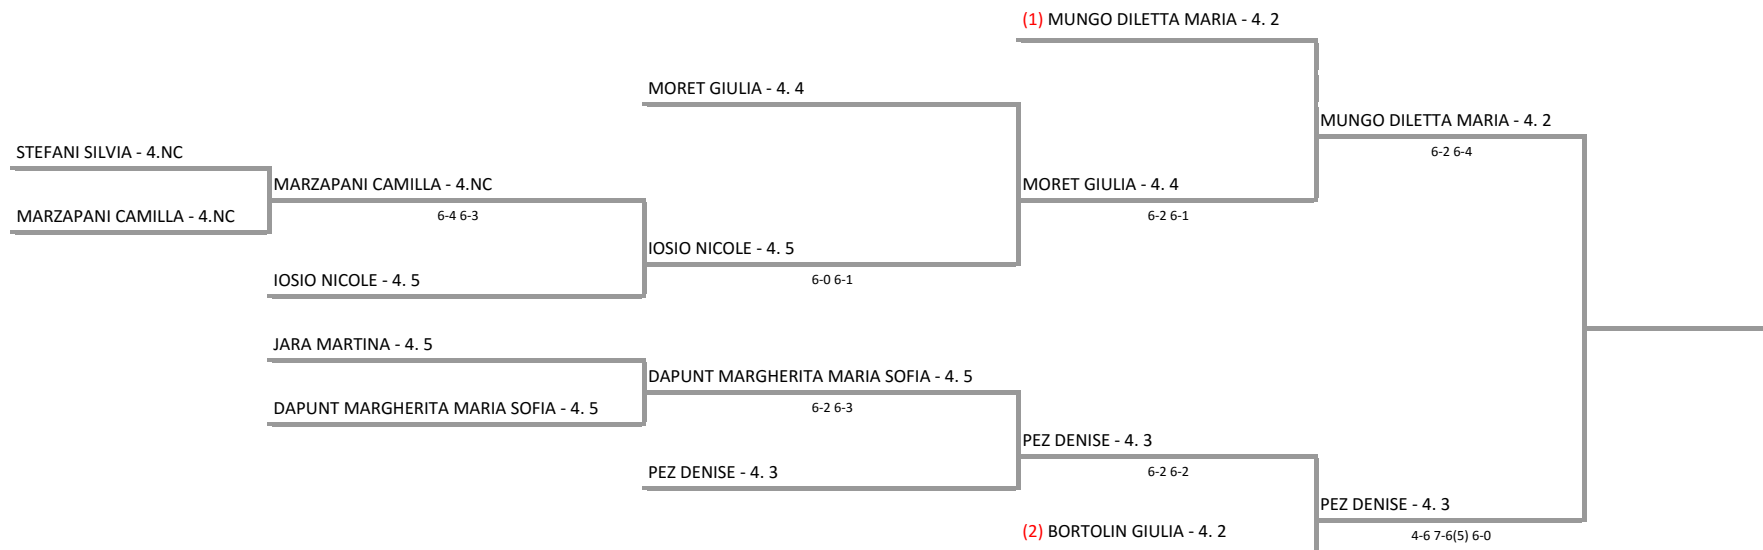 (1) MUNGO DILETTA MARIA - 4. 2
MORET GIULIA - 4. 4
MUNGO DILETTA MARIA - 4. 2
6-2 6-4
STEFANI SILVIA - 4.NC
MARZAPANI CAMILLA - 4.NC
MORET GIULIA - 4. 4
MARZAPANI CAMILLA - 4.NC
6-4 6-3
6-2 6-1
IOSIO NICOLE - 4. 5
IOSIO NICOLE - 4. 5
6-0 6-1
JARA MARTINA - 4. 5
DAPUNT MARGHERITA MARIA SOFIA - 4. 5
DAPUNT MARGHERITA MARIA SOFIA - 4. 5
6-2 6-3
PEZ DENISE - 4. 3
PEZ DENISE - 4. 3
6-2 6-2
PEZ DENISE - 4. 3
(2) BORTOLIN GIULIA - 4. 2
4-6 7-6(5) 6-0